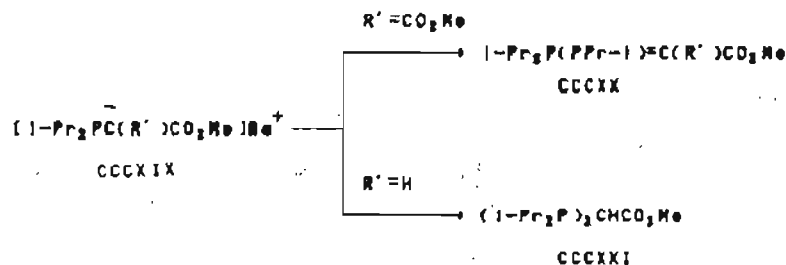 R' = CO₂Me
i-Pr₂P(PPr-i)=C(R')CO₂Me
CCCXX
[i-Pr₂PC̄(R')CO₂Me]Na⁺
CCCXIX
R' = H
(i-Pr₂P)₂CHCO₂Me
CCCXXI